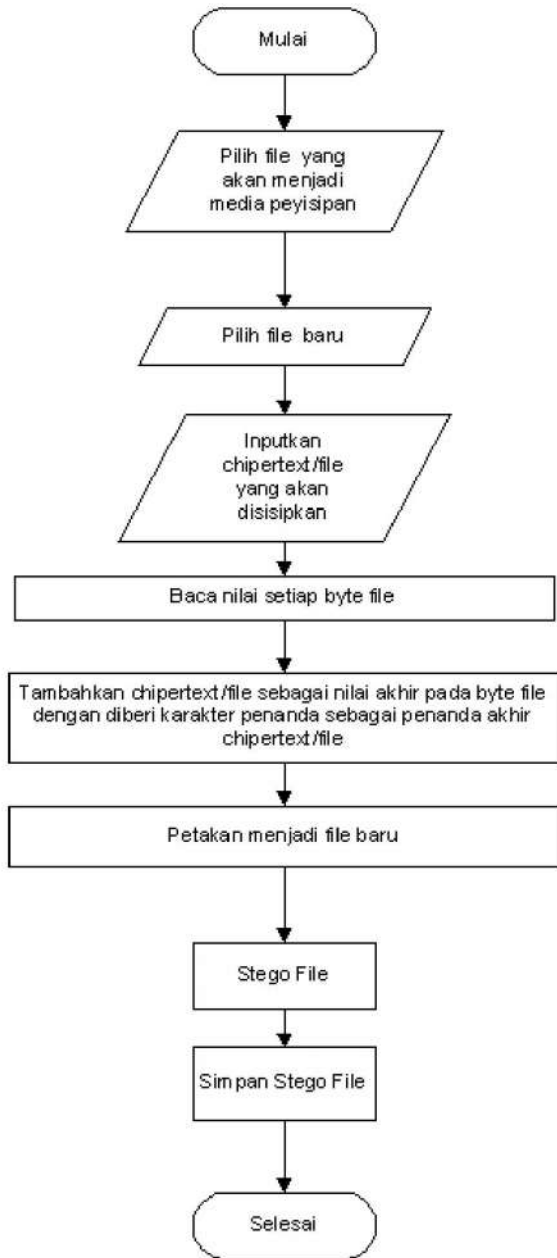 Mulai
Pilih file yang
akan menjadi
media peyisipan
Pilih file baru
Inputkan
chipertext/file
yang akan
disisipkan
Baca nilai setiap byte file
Tambahkan chipertext/file sebagai nilai akhir pada byte file
dengan diberi karakter penanda sebagai penanda akhir
chipertext/file
Petakan menjadi file baru
Stego File
Simpan Stego File
Selesai